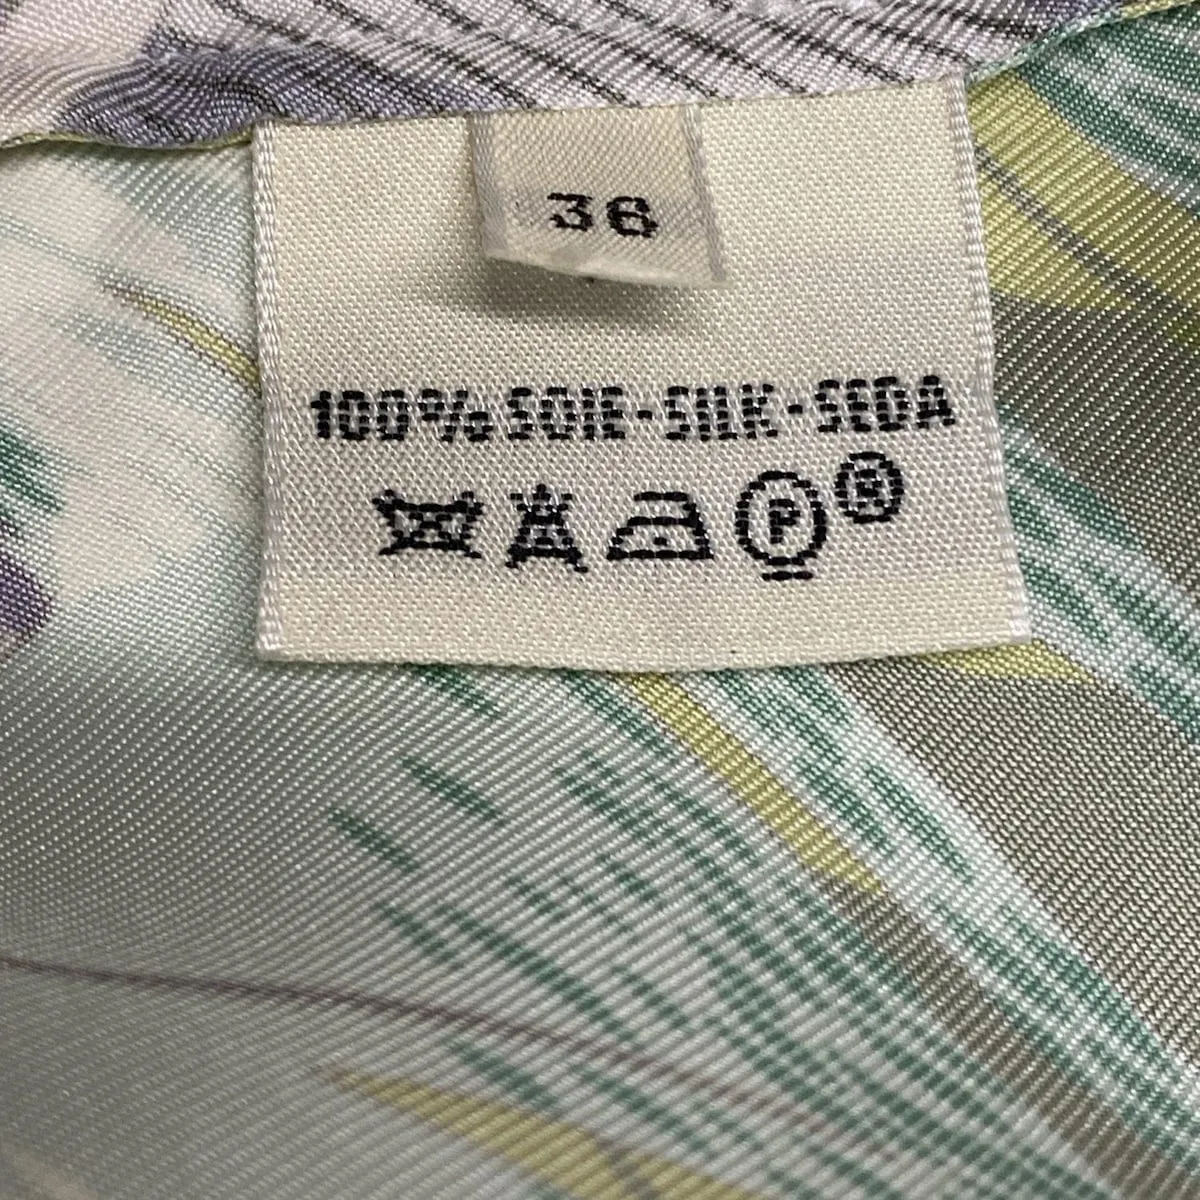 36
100% SOIE - SILK - SEDA
P ®